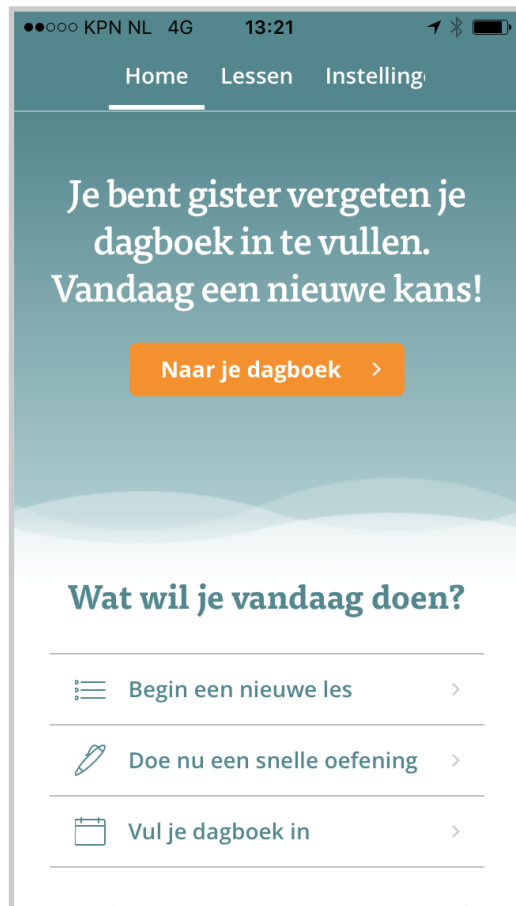 KPN NL 4G 13:21
Home Lessen Instelling
Je bent gister vergeten je
dagboek in te vullen.
Vandaag een nieuwe kans!
Naar je dagboek
Wat wil je vandaag doen?
Begin een nieuwe les
Doe nu een snelle oefening
Vul je dagboek in